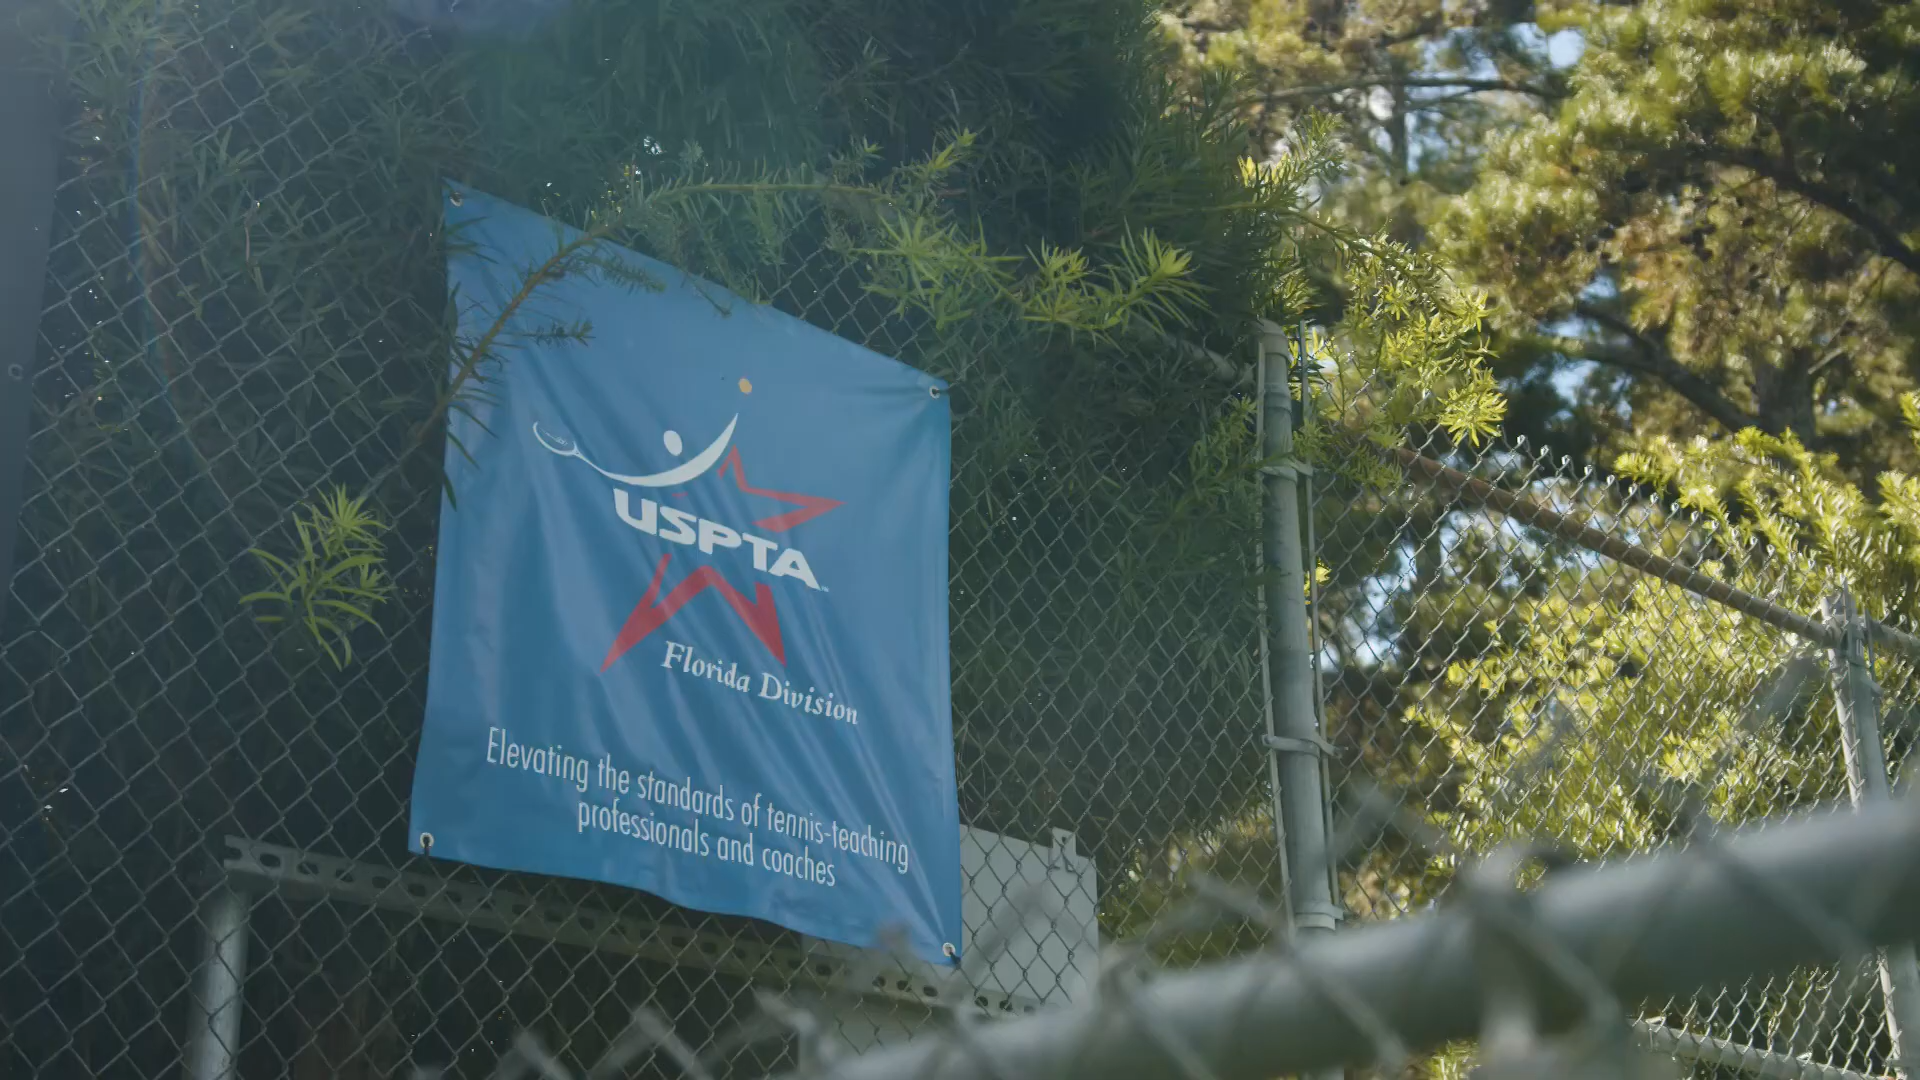 USPTA
Florida Division
Elevating the standards of tennis-teaching
professionals and coaches